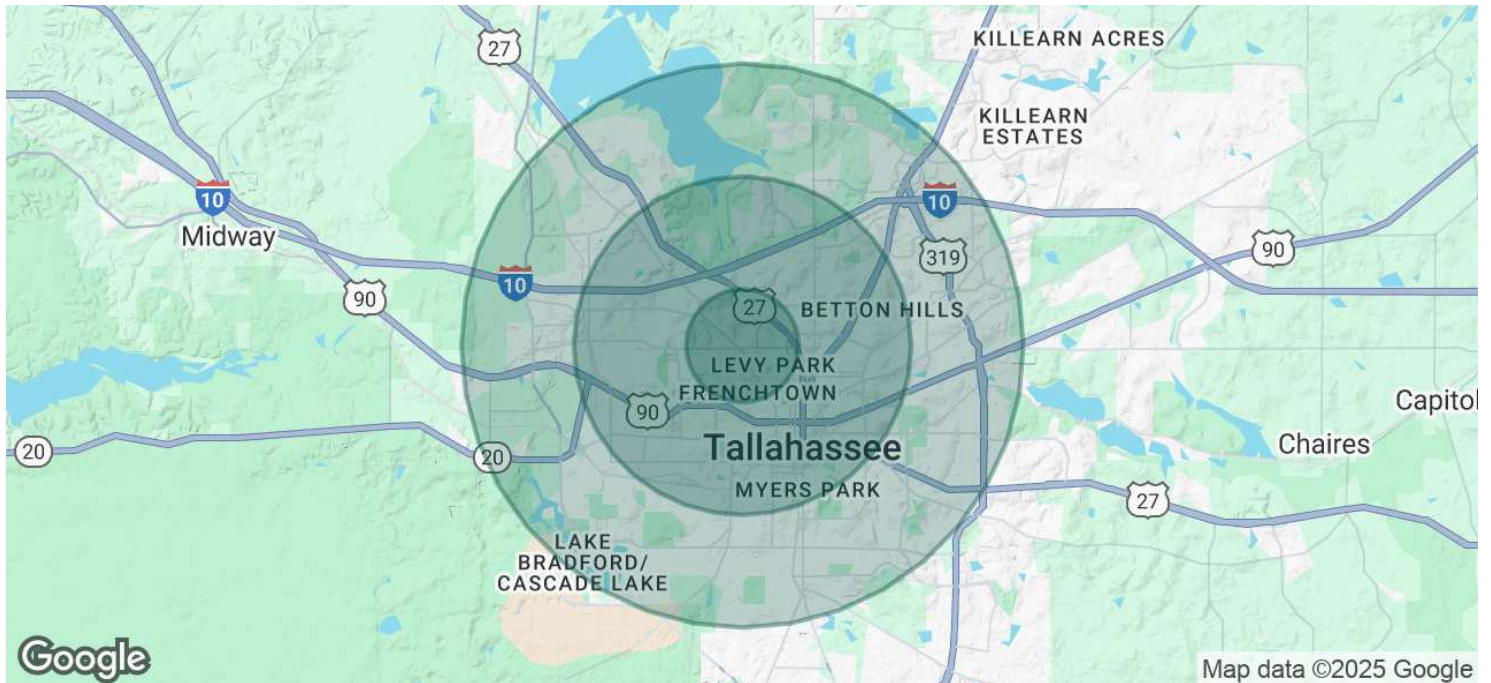 27
KILLEARN ACRES
KILLEARN
ESTATES
10
10
Midway
319
90
10
90
27
BETTON HILLS
LEVY PARK
FRENCHTOWN
90
Capitol
20
20
Tallahassee
Chaires
MYERS PARK
27
LAKE
BRADFORD/
CASCADE LAKE
Google
Map data ©2025 Google